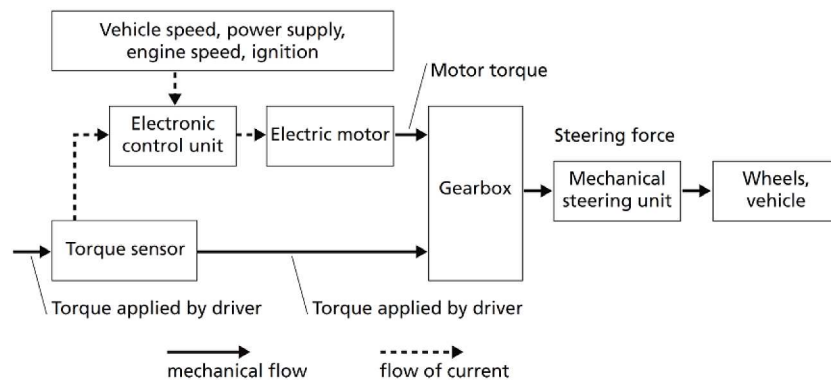 Vehicle speed, power supply,
engine speed, ignition
Motor torque
Electronic
control unit
Electric motor
Gearbox
Steering force
Mechanical
steering unit
Wheels,
vehicle
Torque sensor
Torque applied by driver
Torque applied by driver
mechanical flow
flow of current